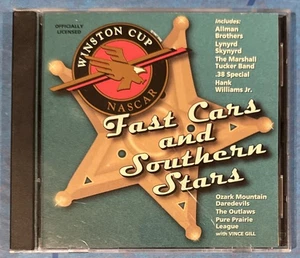 OFFICIALLY
LICENSED
WINSTON CUP
NASCAR
Includes:
Allman
Brothers
Lynyrd
Skynyrd
The Marshall
Tucker Band
.38 Special
Hank
Williams Jr.
Fast Cars
and
Southern
Stars
Ozark Mountain
Daredevils
The Outlaws
Pure Prairie
League
with VINCE GILL